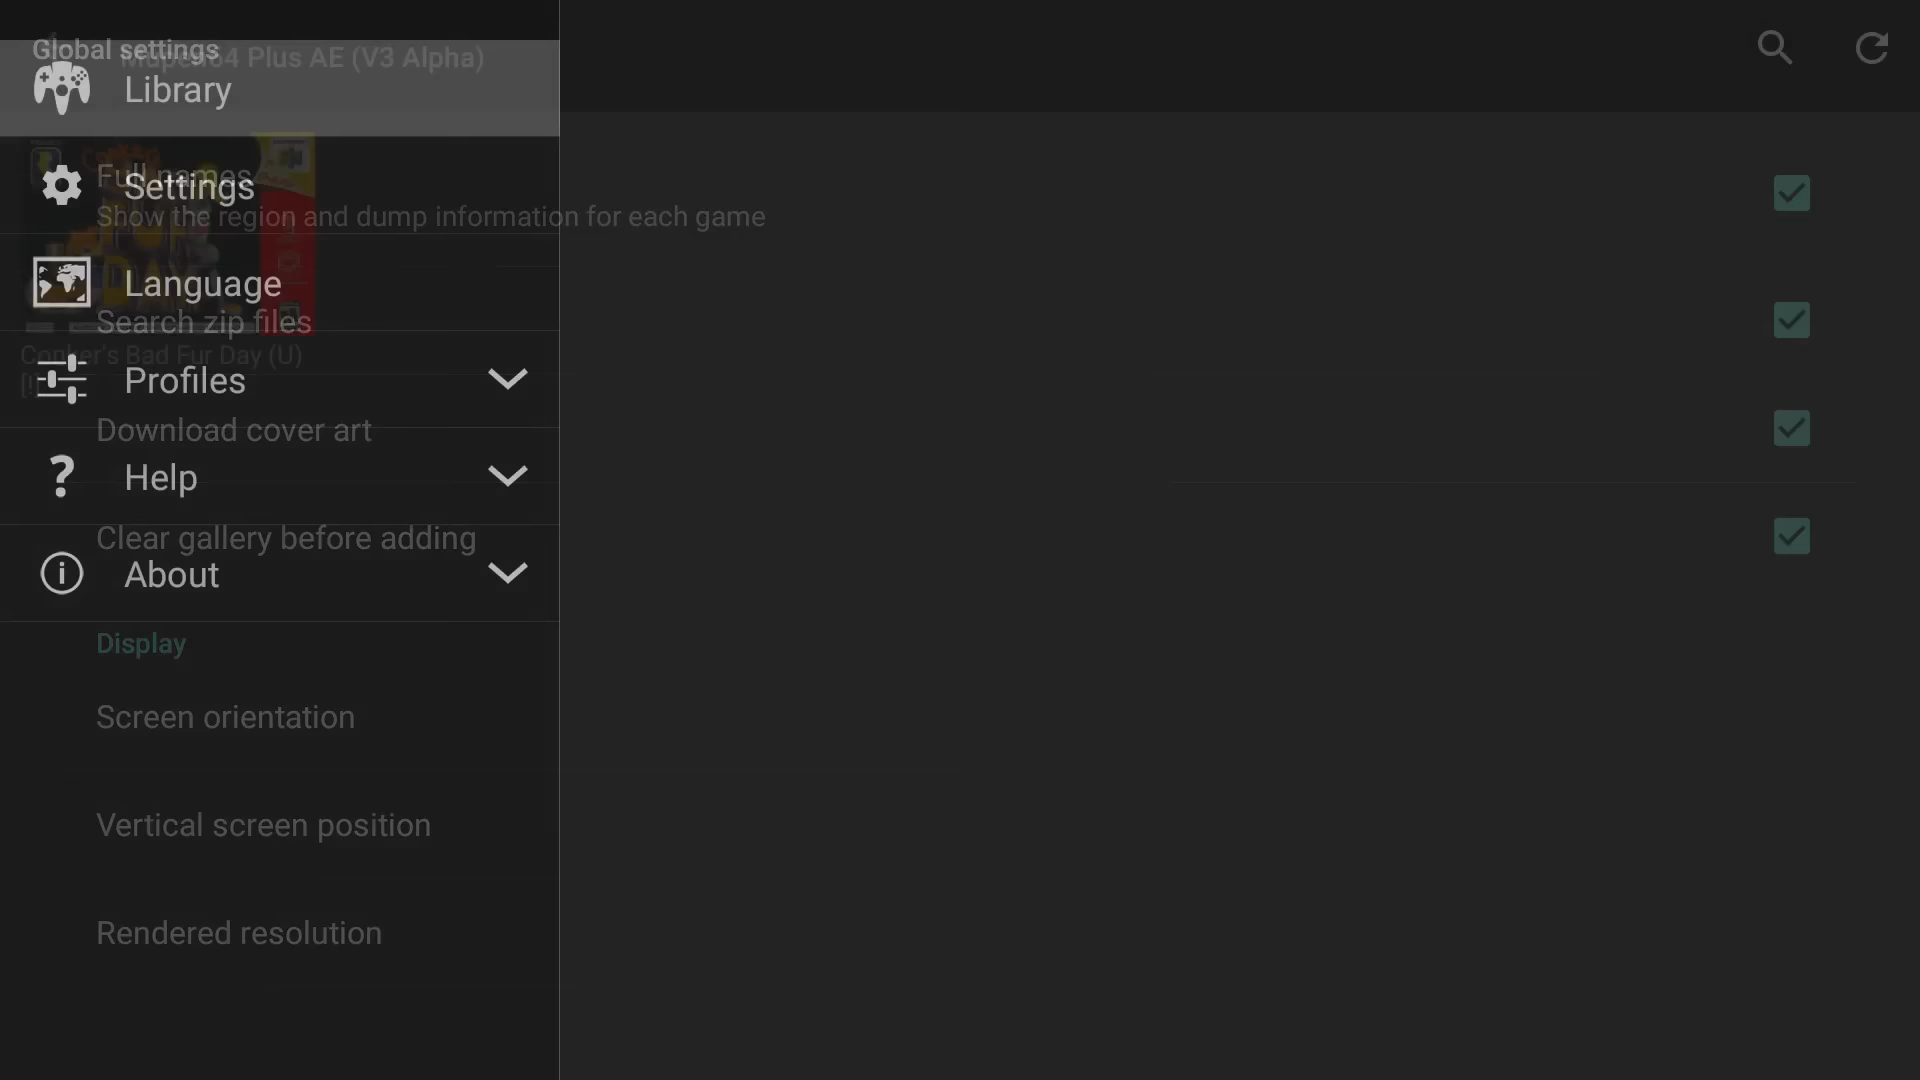 Global settings
Mupen64 Plus AE (V3 Alpha)
Library
Full names
Settings
Show the region and dump information for each game
Language
Search zip files
Conker's Bad Fur Day (U)
Profiles
Download cover art
Help
Clear gallery before adding
About
Display
Screen orientation
Vertical screen position
Rendered resolution